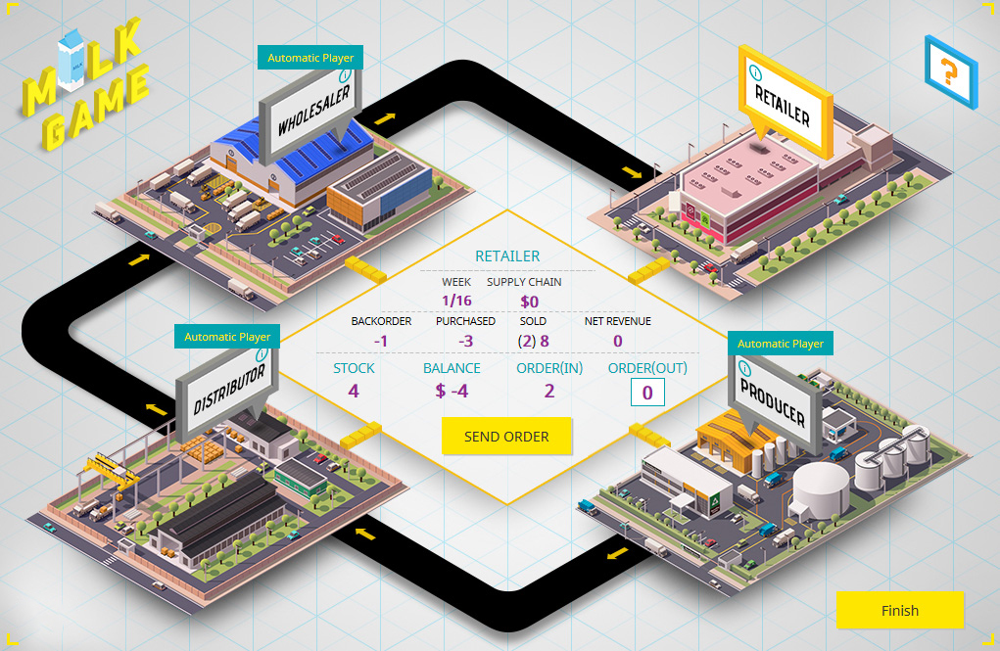 MILK
GAME
Automatic Player
WHOLESALER
RETAILER
?
RETAILER
WEEK SUPPLY CHAIN
1/16 $0
BACKORDER PURCHASED SOLD NET REVENUE
-1 -3 (2) 8 0
STOCK BALANCE ORDER(IN) ORDER(OUT)
4 $ -4 2 0
SEND ORDER
Automatic Player
DISTRIBUTOR
Automatic Player
PRODUCER
Finish